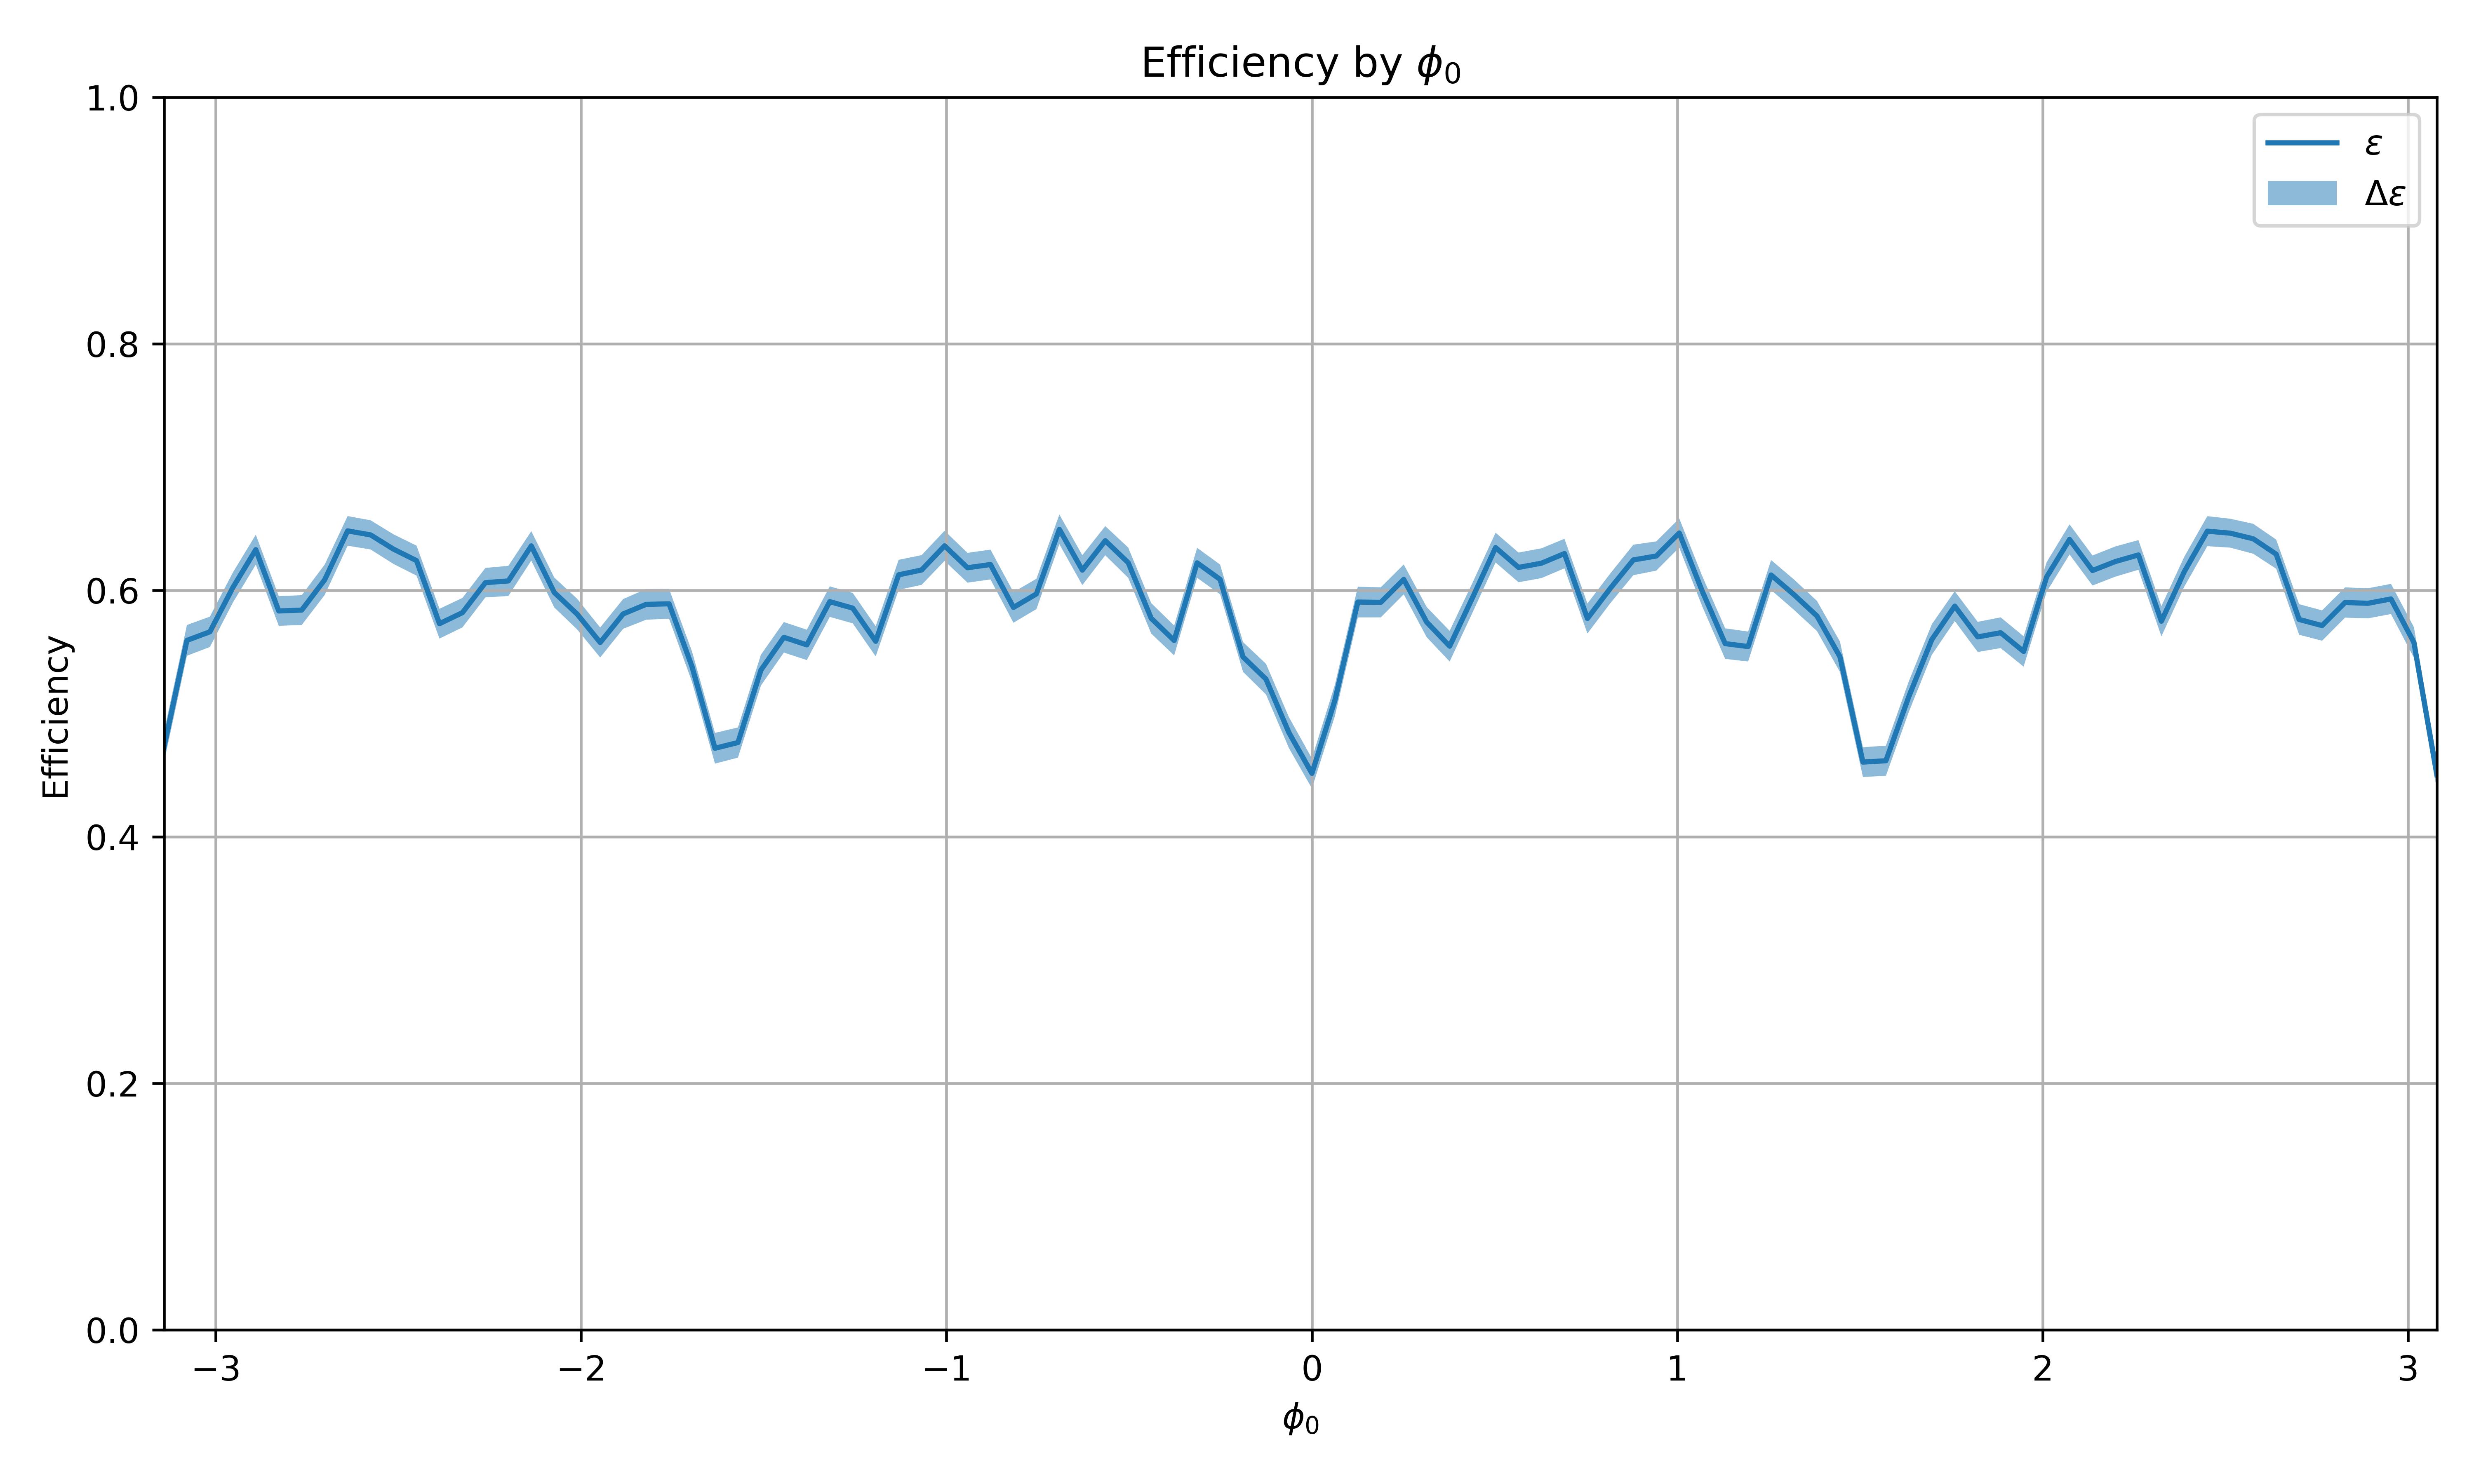 Efficiency by ϕ₀
1.0
0.8
0.6
0.4
0.2
0.0
Efficiency
ε
Δε
−3
−2
−1
0
1
2
3
ϕ₀